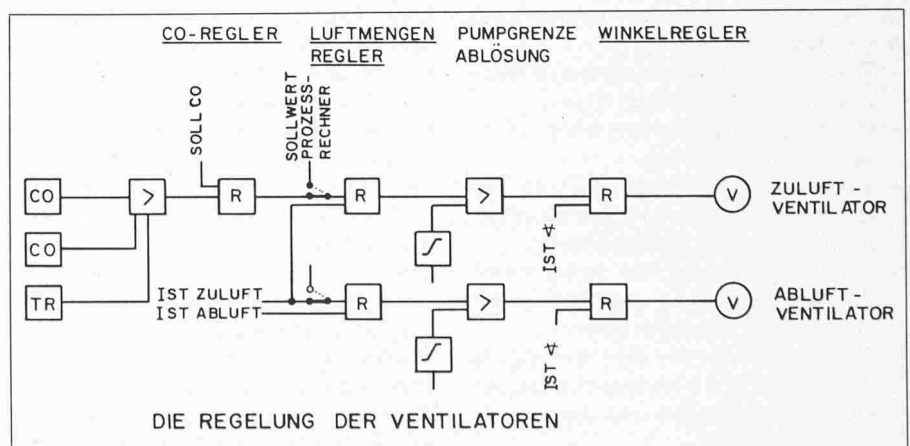 CO-REGLER
LUFTMENGEN
REGLER
PUMPGRENZE
ABLÖSUNG
WINKELREGLER
SOLL CO
SOLLWERT
PROZESS-
RECHNER
CO
>
R
R
>
R
V
ZULUFT -
VENTILATOR
CO
IST ∢
TR
IST ZULUFT
IST ABLUFT
R
>
R
V
ABLUFT -
VENTILATOR
IST ∢
DIE REGELUNG DER VENTILATOREN